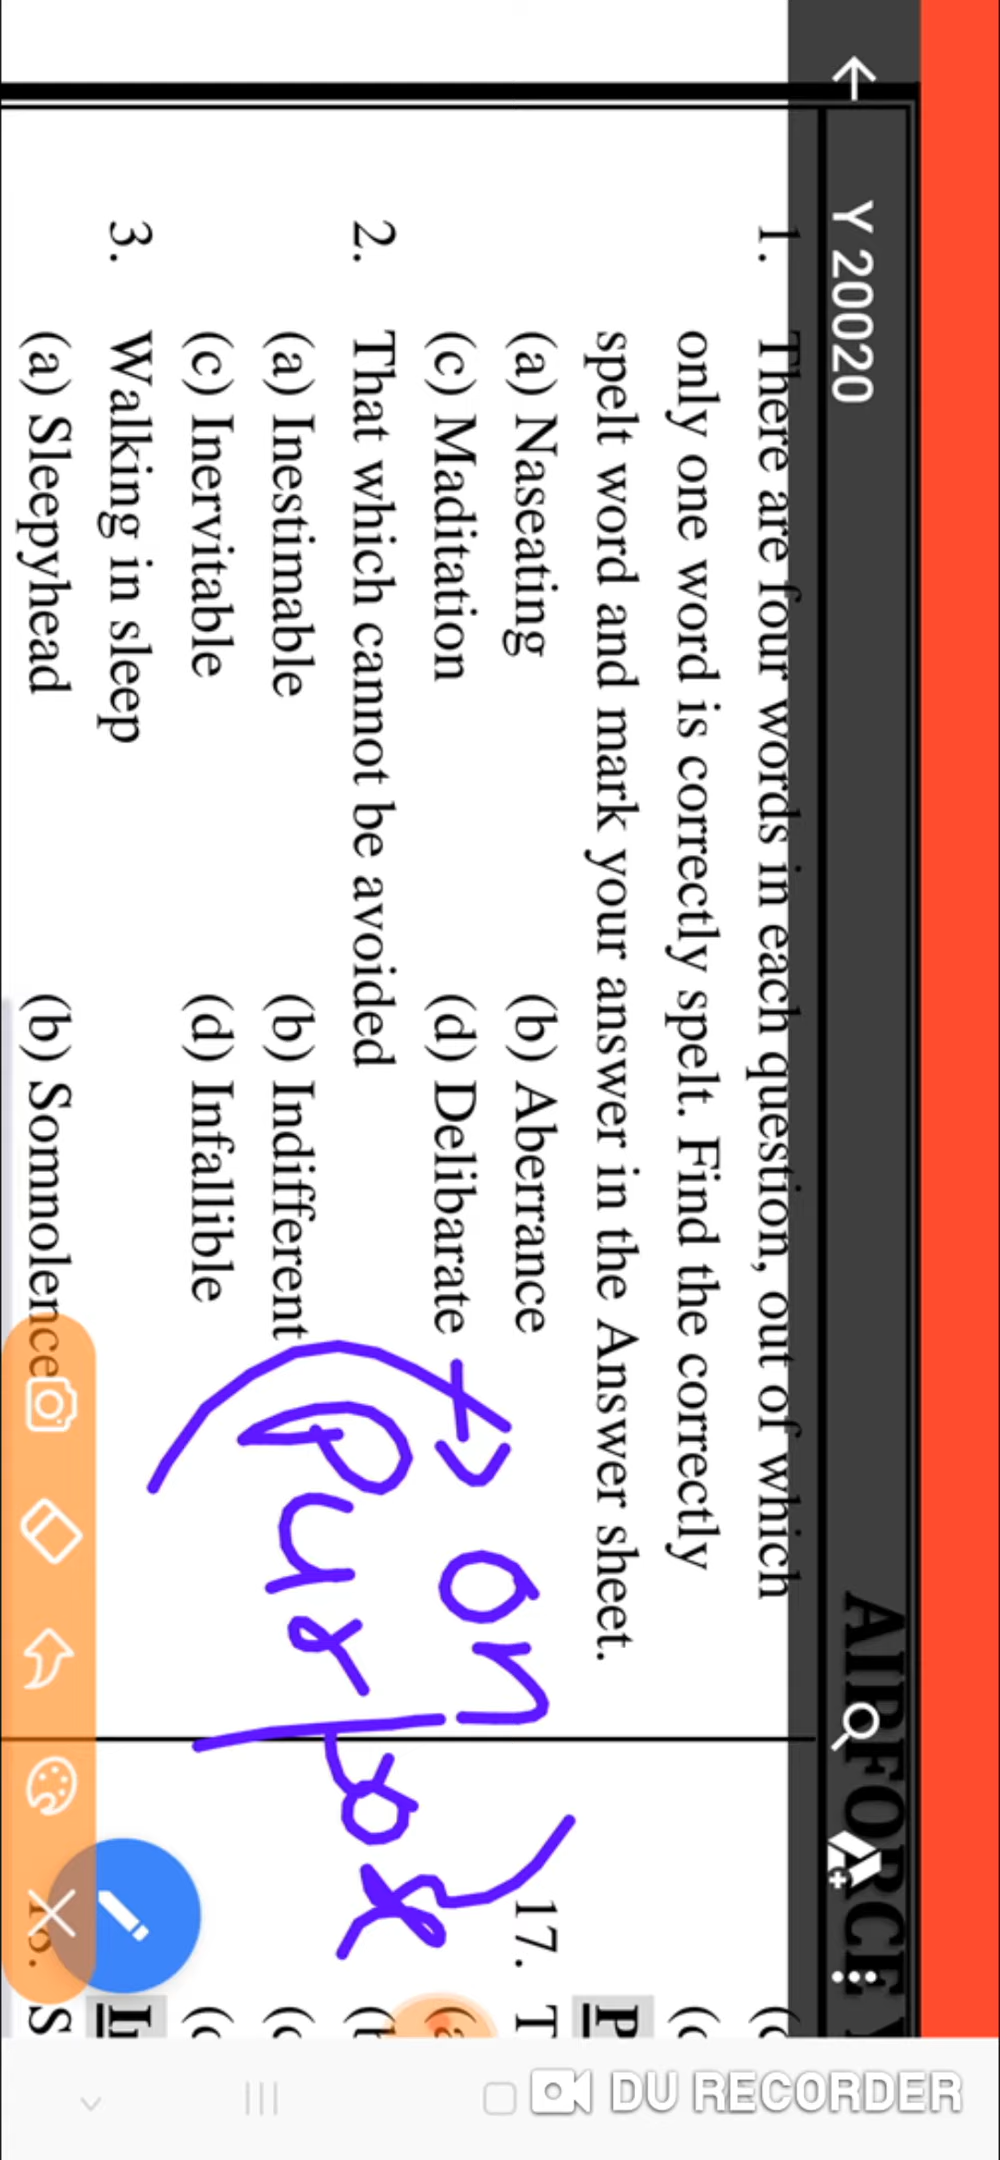 Y 20020
AIRFORCE
1. There are four words in each question, out of which
only one word is correctly spelt. Find the correctly
spelt word and mark your answer in the Answer sheet.
(a) Naseating (b) Aberrance
(c) Maditation (d) Delibarate
2. That which cannot be avoided
(a) Inestimable (b) Indifferent
(c) Inervitable (d) Infallible
3. Walking in sleep
(a) Sleepyhead (b) Somnolence
on
17. T
DU RECORDER